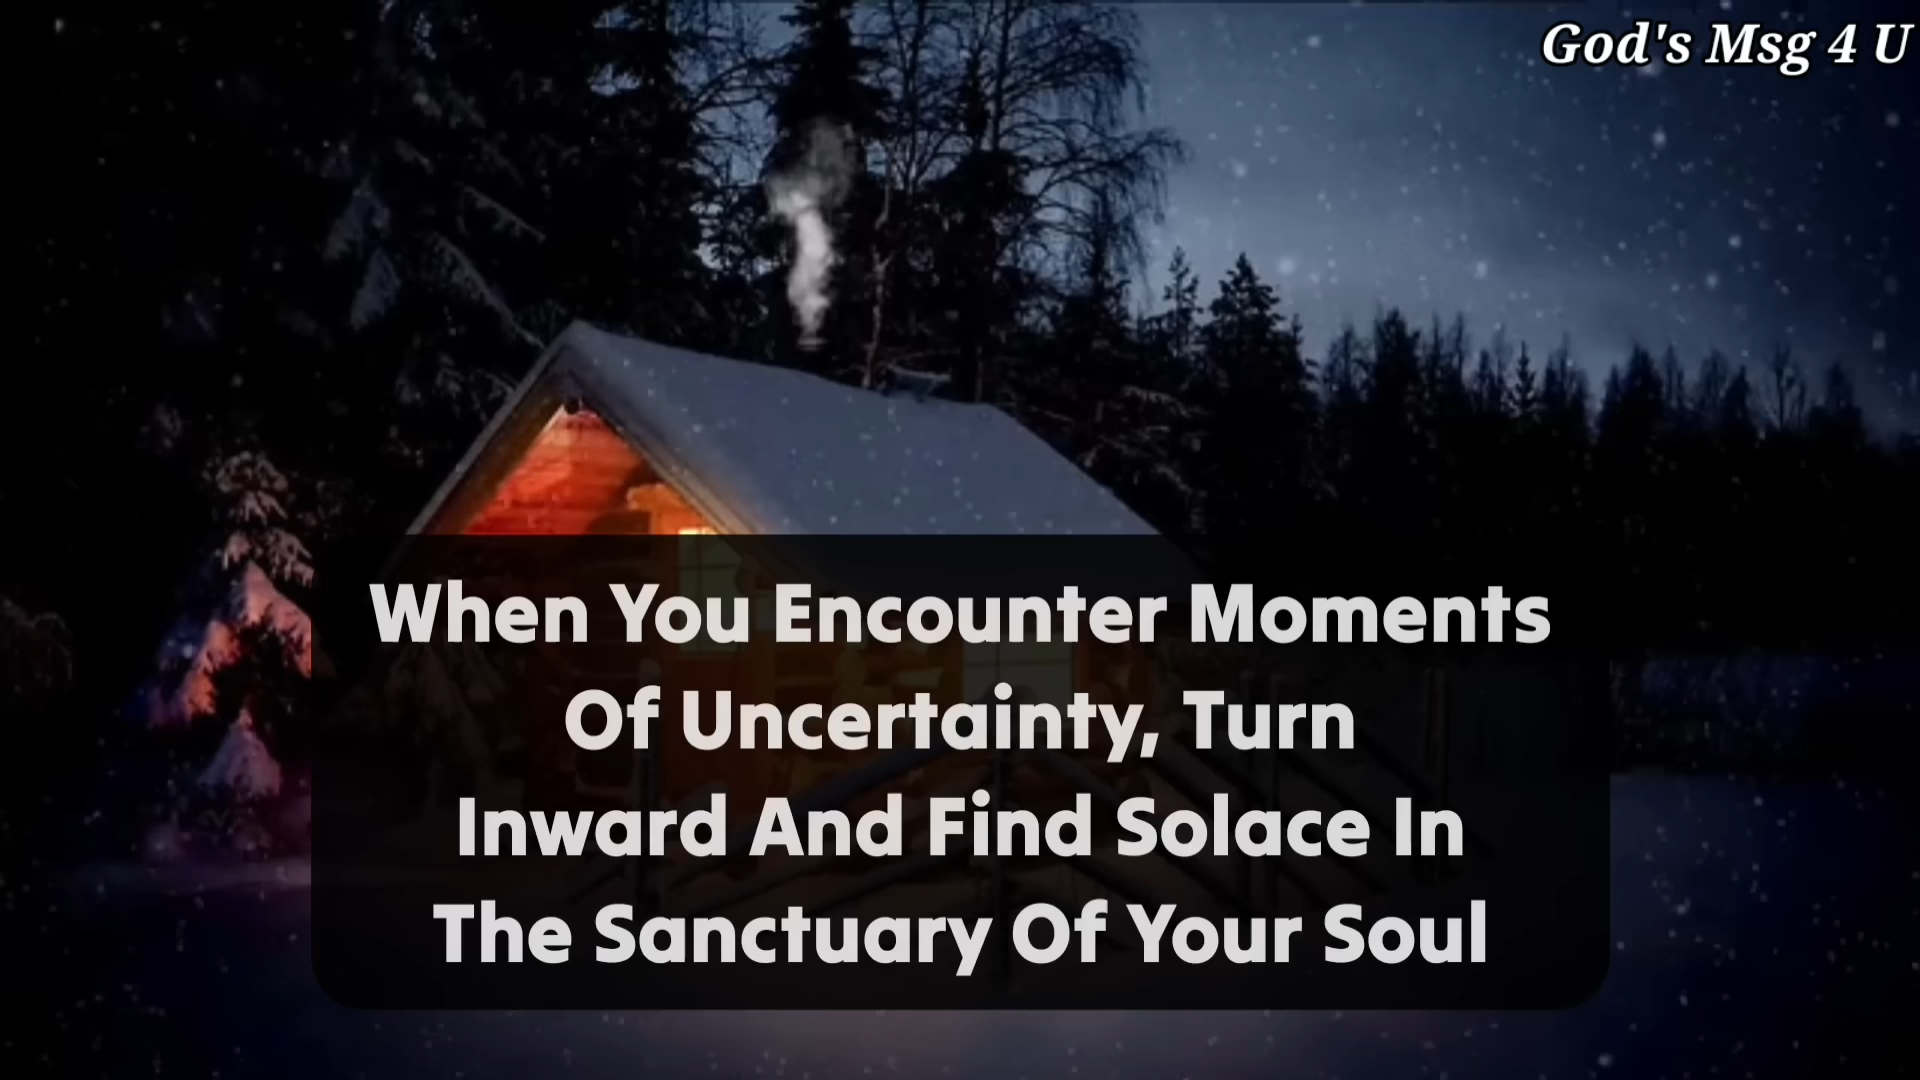 God's Msg 4 U
When You Encounter Moments
Of Uncertainty, Turn
Inward And Find Solace In
The Sanctuary Of Your Soul